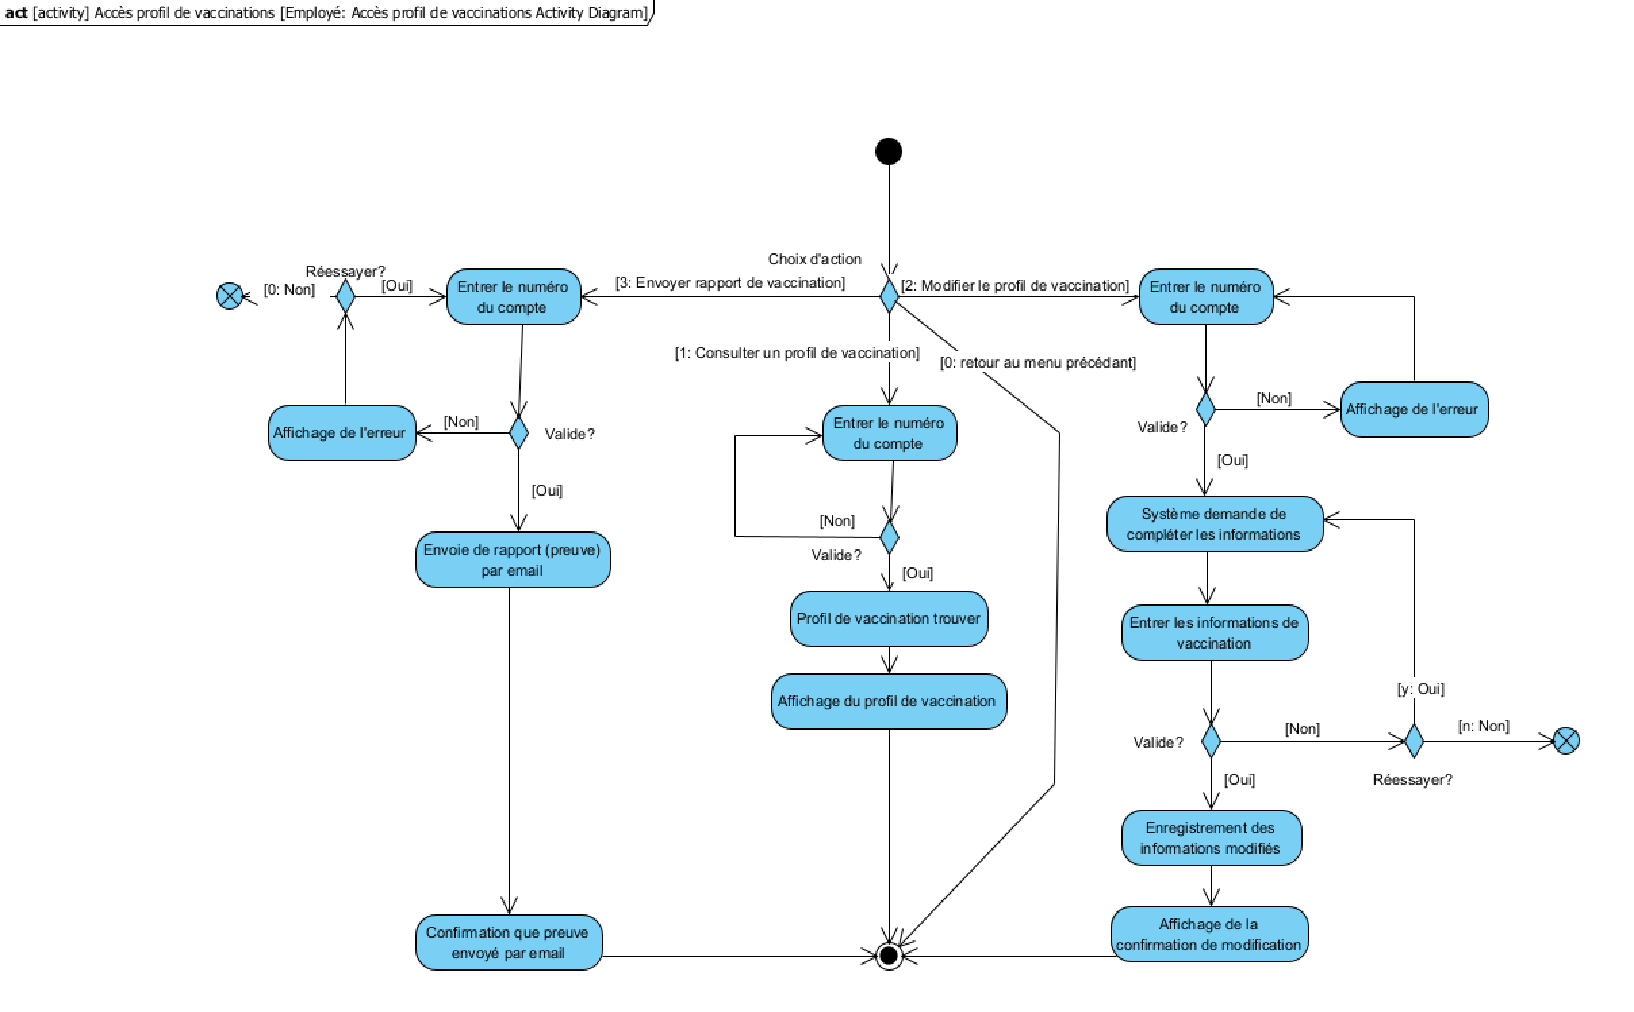 act [activity] Accès profil de vaccinations [Employé: Accès profil de vaccinations Activity Diagram]
Choix d'action
Réessayer?
[0: Non]
[Oui]
Entrer le numéro
du compte
[3: Envoyer rapport de vaccination]
[2: Modifier le profil de vaccination]
Entrer le numéro
du compte
[1: Consulter un profil de vaccination]
[0: retour au menu précédant]
Affichage de l'erreur
[Non]
Valide?
Entrer le numéro
du compte
Valide?
[Non]
Affichage de l'erreur
[Oui]
[Oui]
Envoie de rapport (preuve)
par email
[Non]
Valide?
[Oui]
Système demande de
compléter les informations
Profil de vaccination trouver
Entrer les informations de
vaccination
Affichage du profil de vaccination
[y: Oui]
Valide?
[Non]
[n: Non]
Réessayer?
[Oui]
Enregistrement des
informations modifiés
Confirmation que preuve
envoyé par email
Affichage de la
confirmation de modification